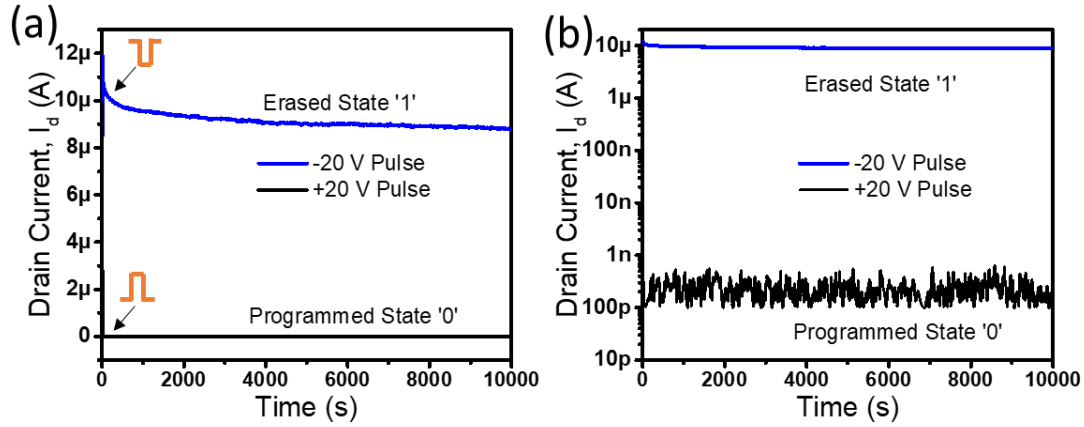 (a)
12µ
10µ
8µ
6µ
4µ
2µ
0
Drain Current, I_d (A)
Erased State '1'
-20 V Pulse
+20 V Pulse
Programmed State '0'
0
2000
4000
6000
8000
10000
Time (s)
(b)
10µ
1µ
100n
10n
1n
100p
10p
Drain Current, I_d (A)
Erased State '1'
-20 V Pulse
+20 V Pulse
Programmed State '0'
0
2000
4000
6000
8000
10000
Time (s)